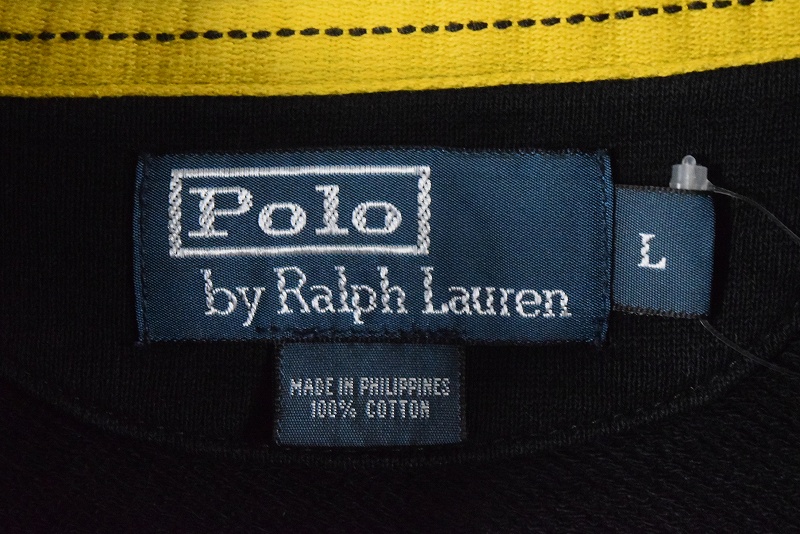 Polo
by Ralph Lauren
L
MADE IN PHILIPPINES
100% COTTON